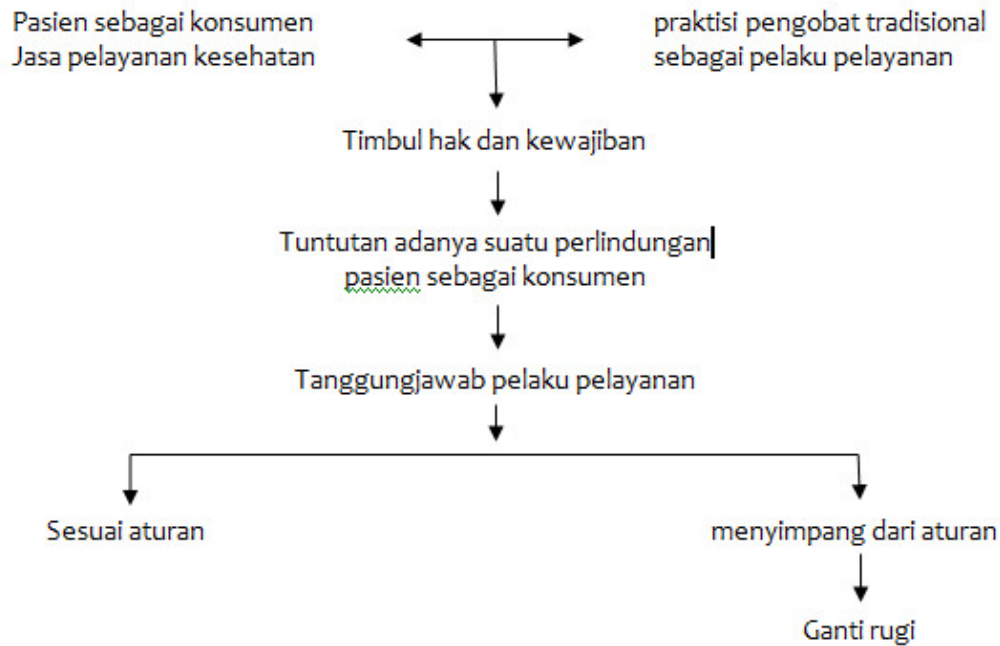 Pasien sebagai konsumen
Jasa pelayanan kesehatan
praktisi pengobat tradisional
sebagai pelaku pelayanan
Timbul hak dan kewajiban
Tuntutan adanya suatu perlindungan
pasien sebagai konsumen
Tanggungjawab pelaku pelayanan
Sesuai aturan
menyimpang dari aturan
Ganti rugi